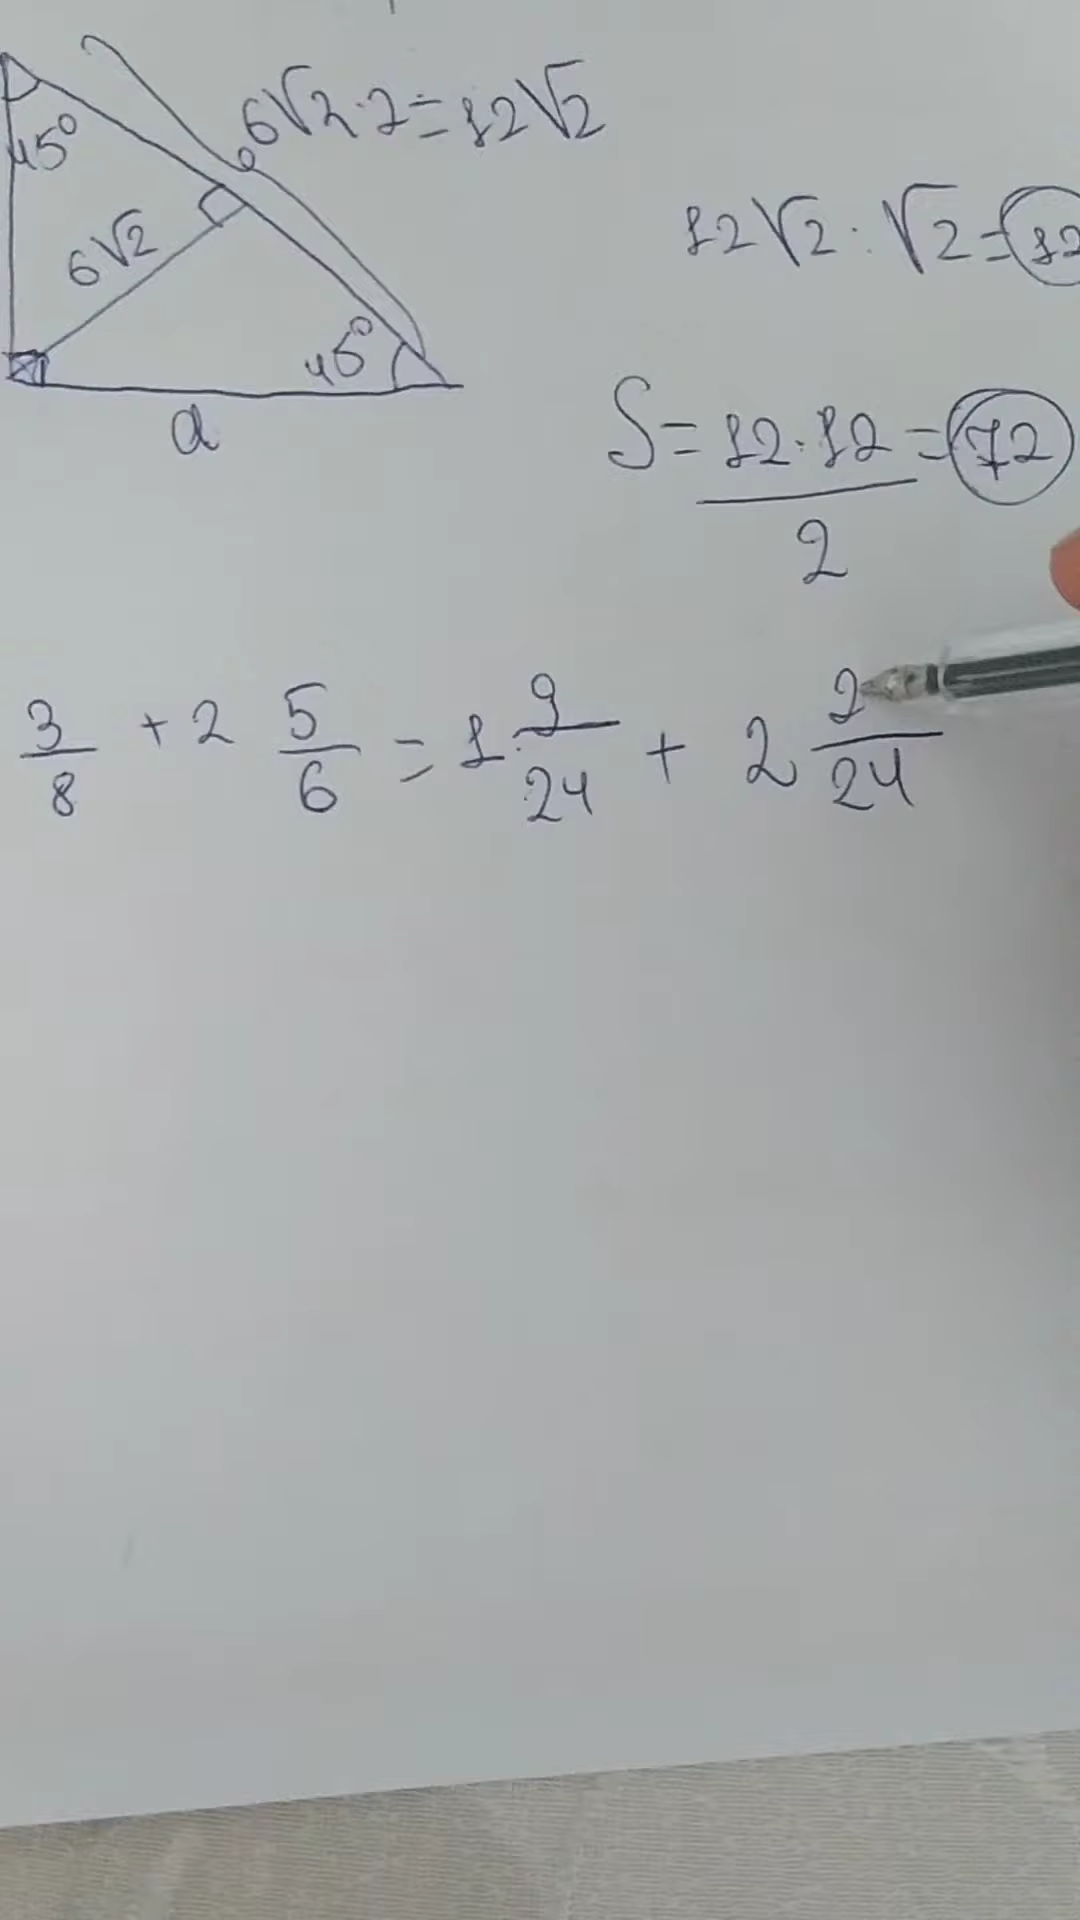 6√2·2=12√2
45°
12√2:√2=12
6√2
45°
a
S=12·12/2=72
3/8 + 2 5/6 = 1 9/24 + 2 2/24